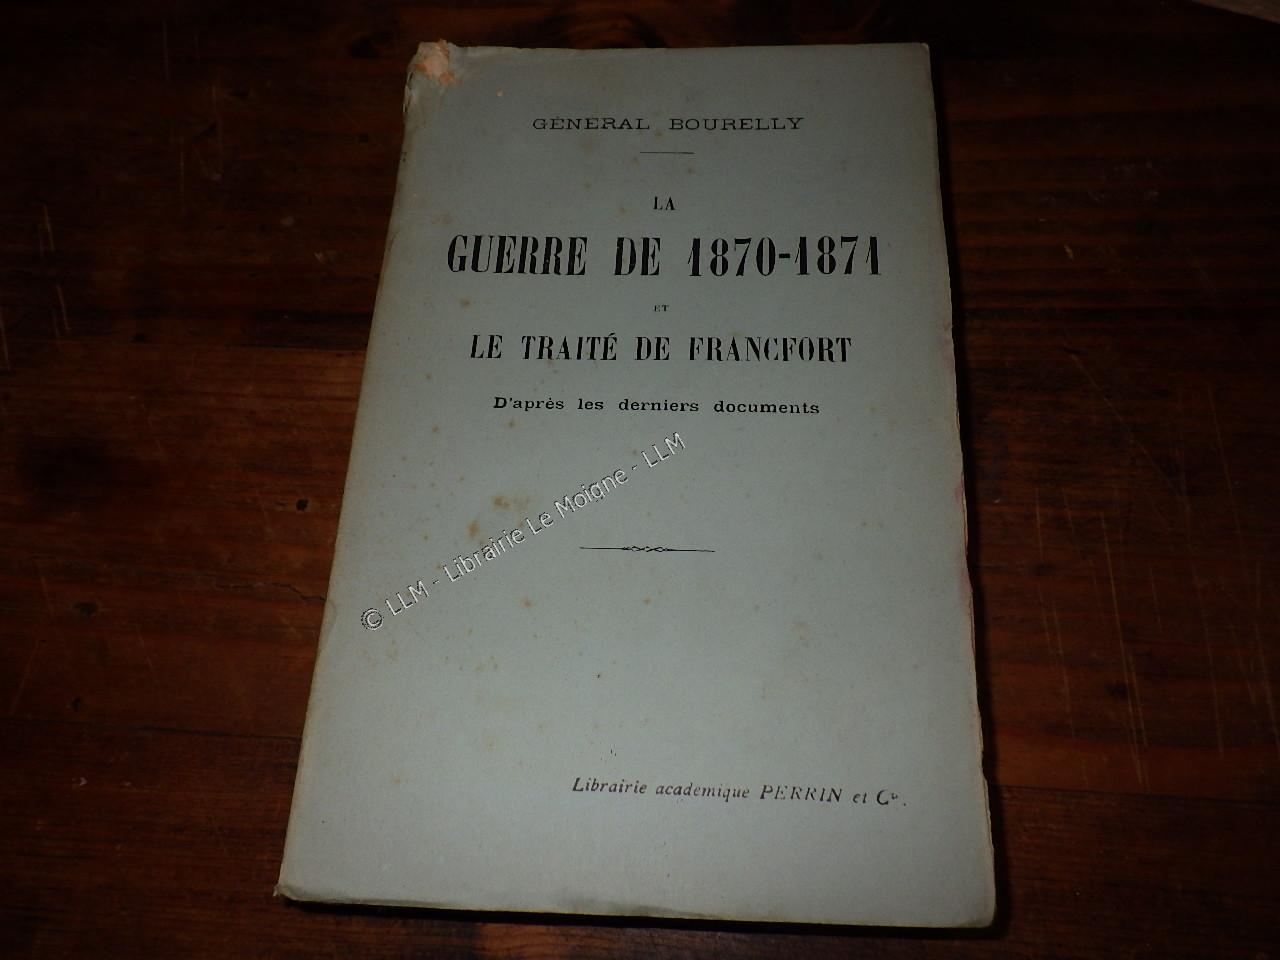 GÉNÉRAL BOURELLY
LA
GUERRE DE 1870-1871
ET
LE TRAITÉ DE FRANCFORT
D'après les derniers documents
© LLM - Librairie Le Moigne - LLM
Librairie academique PERRIN et Cie.